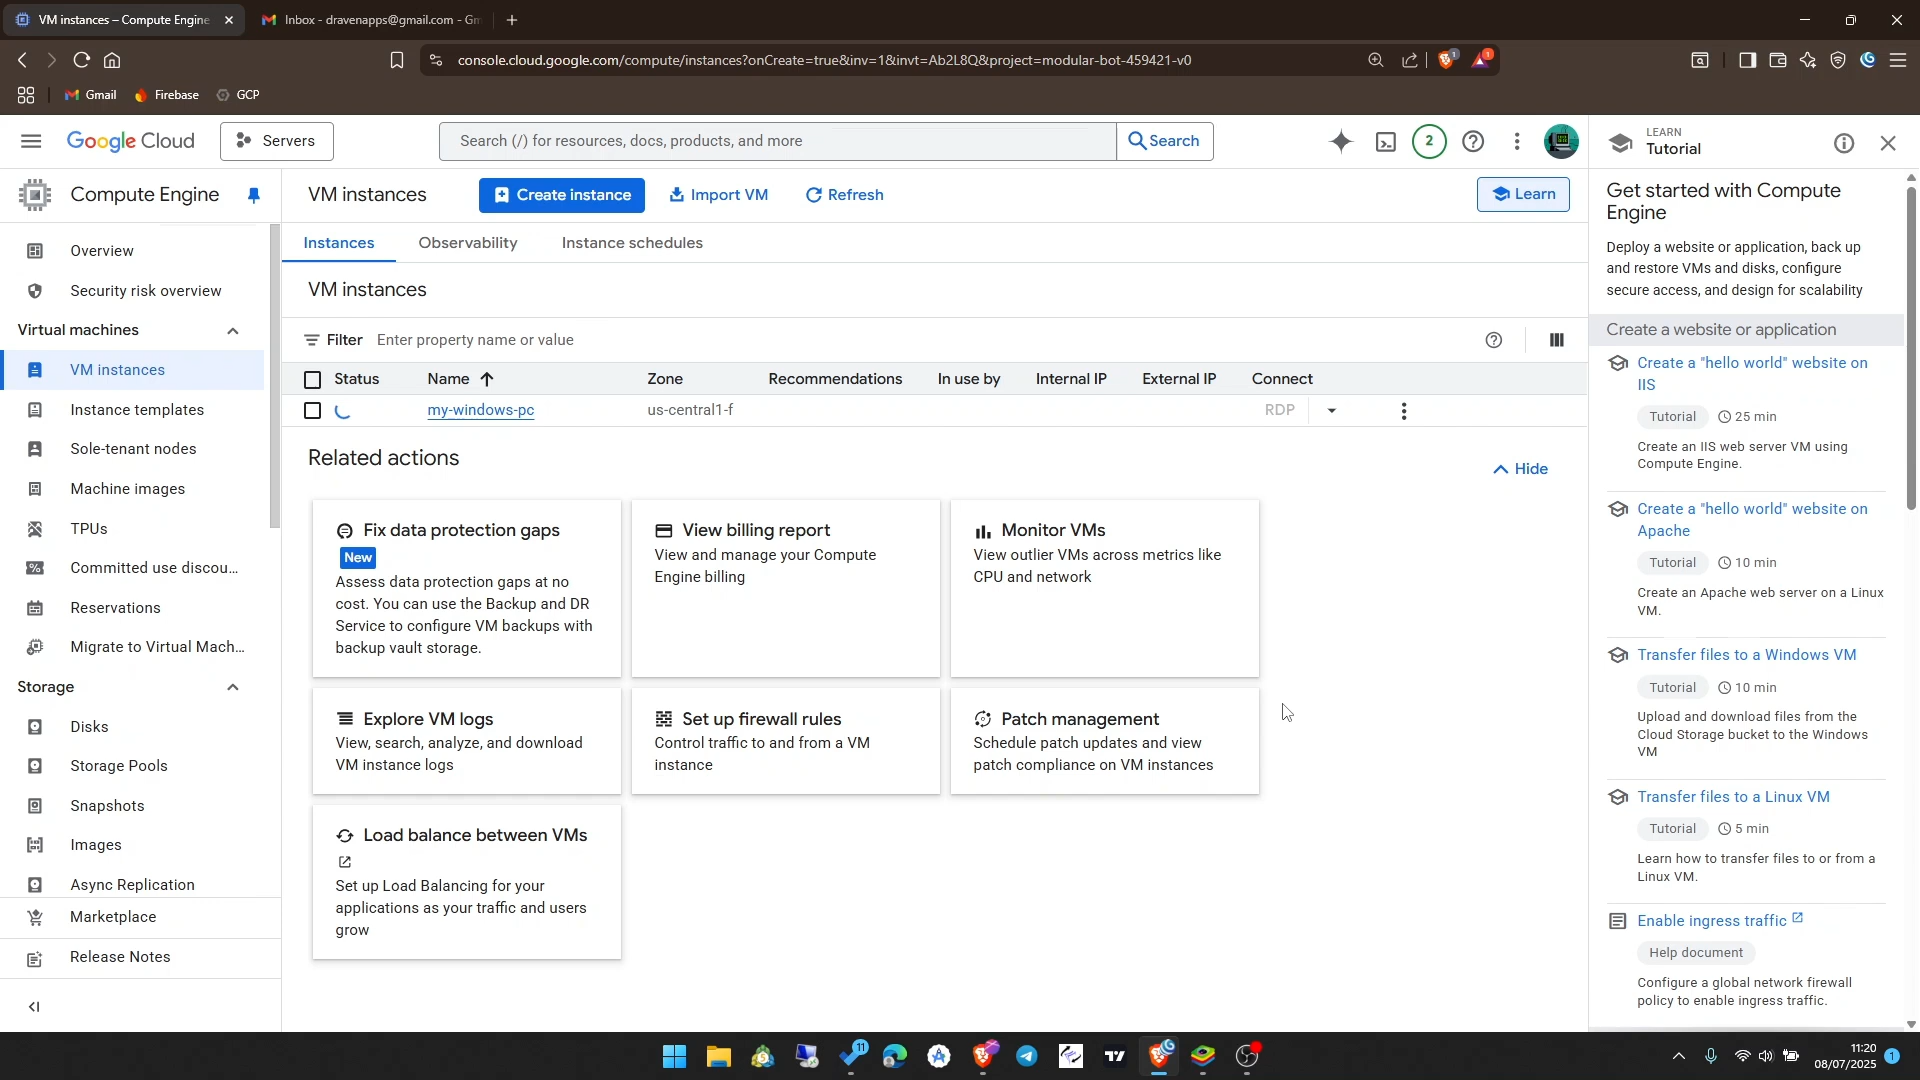 VM instances – Compute Engine
Inbox - dravenapps@gmail.com - Gm
console.cloud.google.com/compute/instances?onCreate=true&inv=1&invt=Ab2L8Q&project=modular-bot-459421-v0
1
1
Gmail
Firebase
GCP
Google Cloud
Servers
Search (/) for resources, docs, products, and more
Search
2
LEARN
Tutorial
Compute Engine
VM instances
Create instance
Import VM
Refresh
Learn
Overview
Security risk overview
Virtual machines
VM instances
Instance templates
Sole-tenant nodes
Machine images
TPUs
Committed use discou...
Reservations
Migrate to Virtual Mach...
Storage
Disks
Storage Pools
Snapshots
Images
Async Replication
Marketplace
Release Notes
Instances
Observability
Instance schedules
VM instances
Filter
Enter property name or value
Status
Name
Zone
Recommendations
In use by
Internal IP
External IP
Connect
my-windows-pc
us-central1-f
RDP
Related actions
Hide
Fix data protection gaps
New
Assess data protection gaps at no
cost. You can use the Backup and DR
Service to configure VM backups with
backup vault storage.
View billing report
View and manage your Compute
Engine billing
Monitor VMs
View outlier VMs across metrics like
CPU and network
Explore VM logs
View, search, analyze, and download
VM instance logs
Set up firewall rules
Control traffic to and from a VM
instance
Patch management
Schedule patch updates and view
patch compliance on VM instances
Load balance between VMs
Set up Load Balancing for your
applications as your traffic and users
grow
Get started with Compute
Engine
Deploy a website or application, back up
and restore VMs and disks, configure
secure access, and design for scalability
Create a website or application
Create a "hello world" website on
IIS
Tutorial
25 min
Create an IIS web server VM using
Compute Engine.
Create a "hello world" website on
Apache
Tutorial
10 min
Create an Apache web server on a Linux
VM.
Transfer files to a Windows VM
Tutorial
10 min
Upload and download files from the
Cloud Storage bucket to the Windows
VM
Transfer files to a Linux VM
Tutorial
5 min
Learn how to transfer files to or from a
Linux VM.
Enable ingress traffic
Help document
Configure a global network firewall
policy to enable ingress traffic.
11
11:20
08/07/2025
1